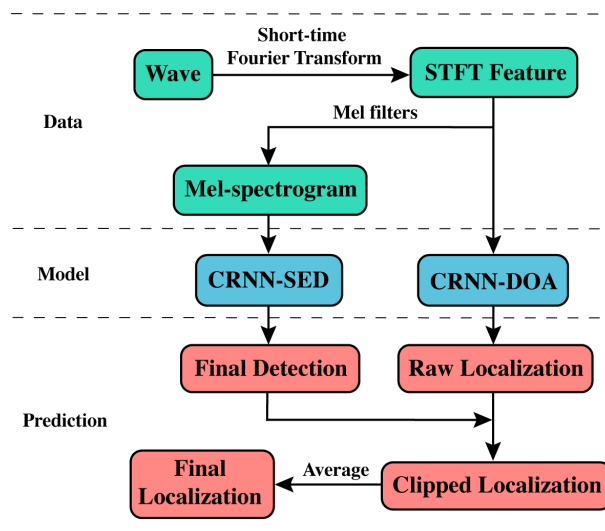 Short-time
Fourier Transform
Wave
STFT Feature
Data
Mel filters
Mel-spectrogram
Model
CRNN-SED
CRNN-DOA
Final Detection
Raw Localization
Prediction
Final
Localization
Average
Clipped Localization